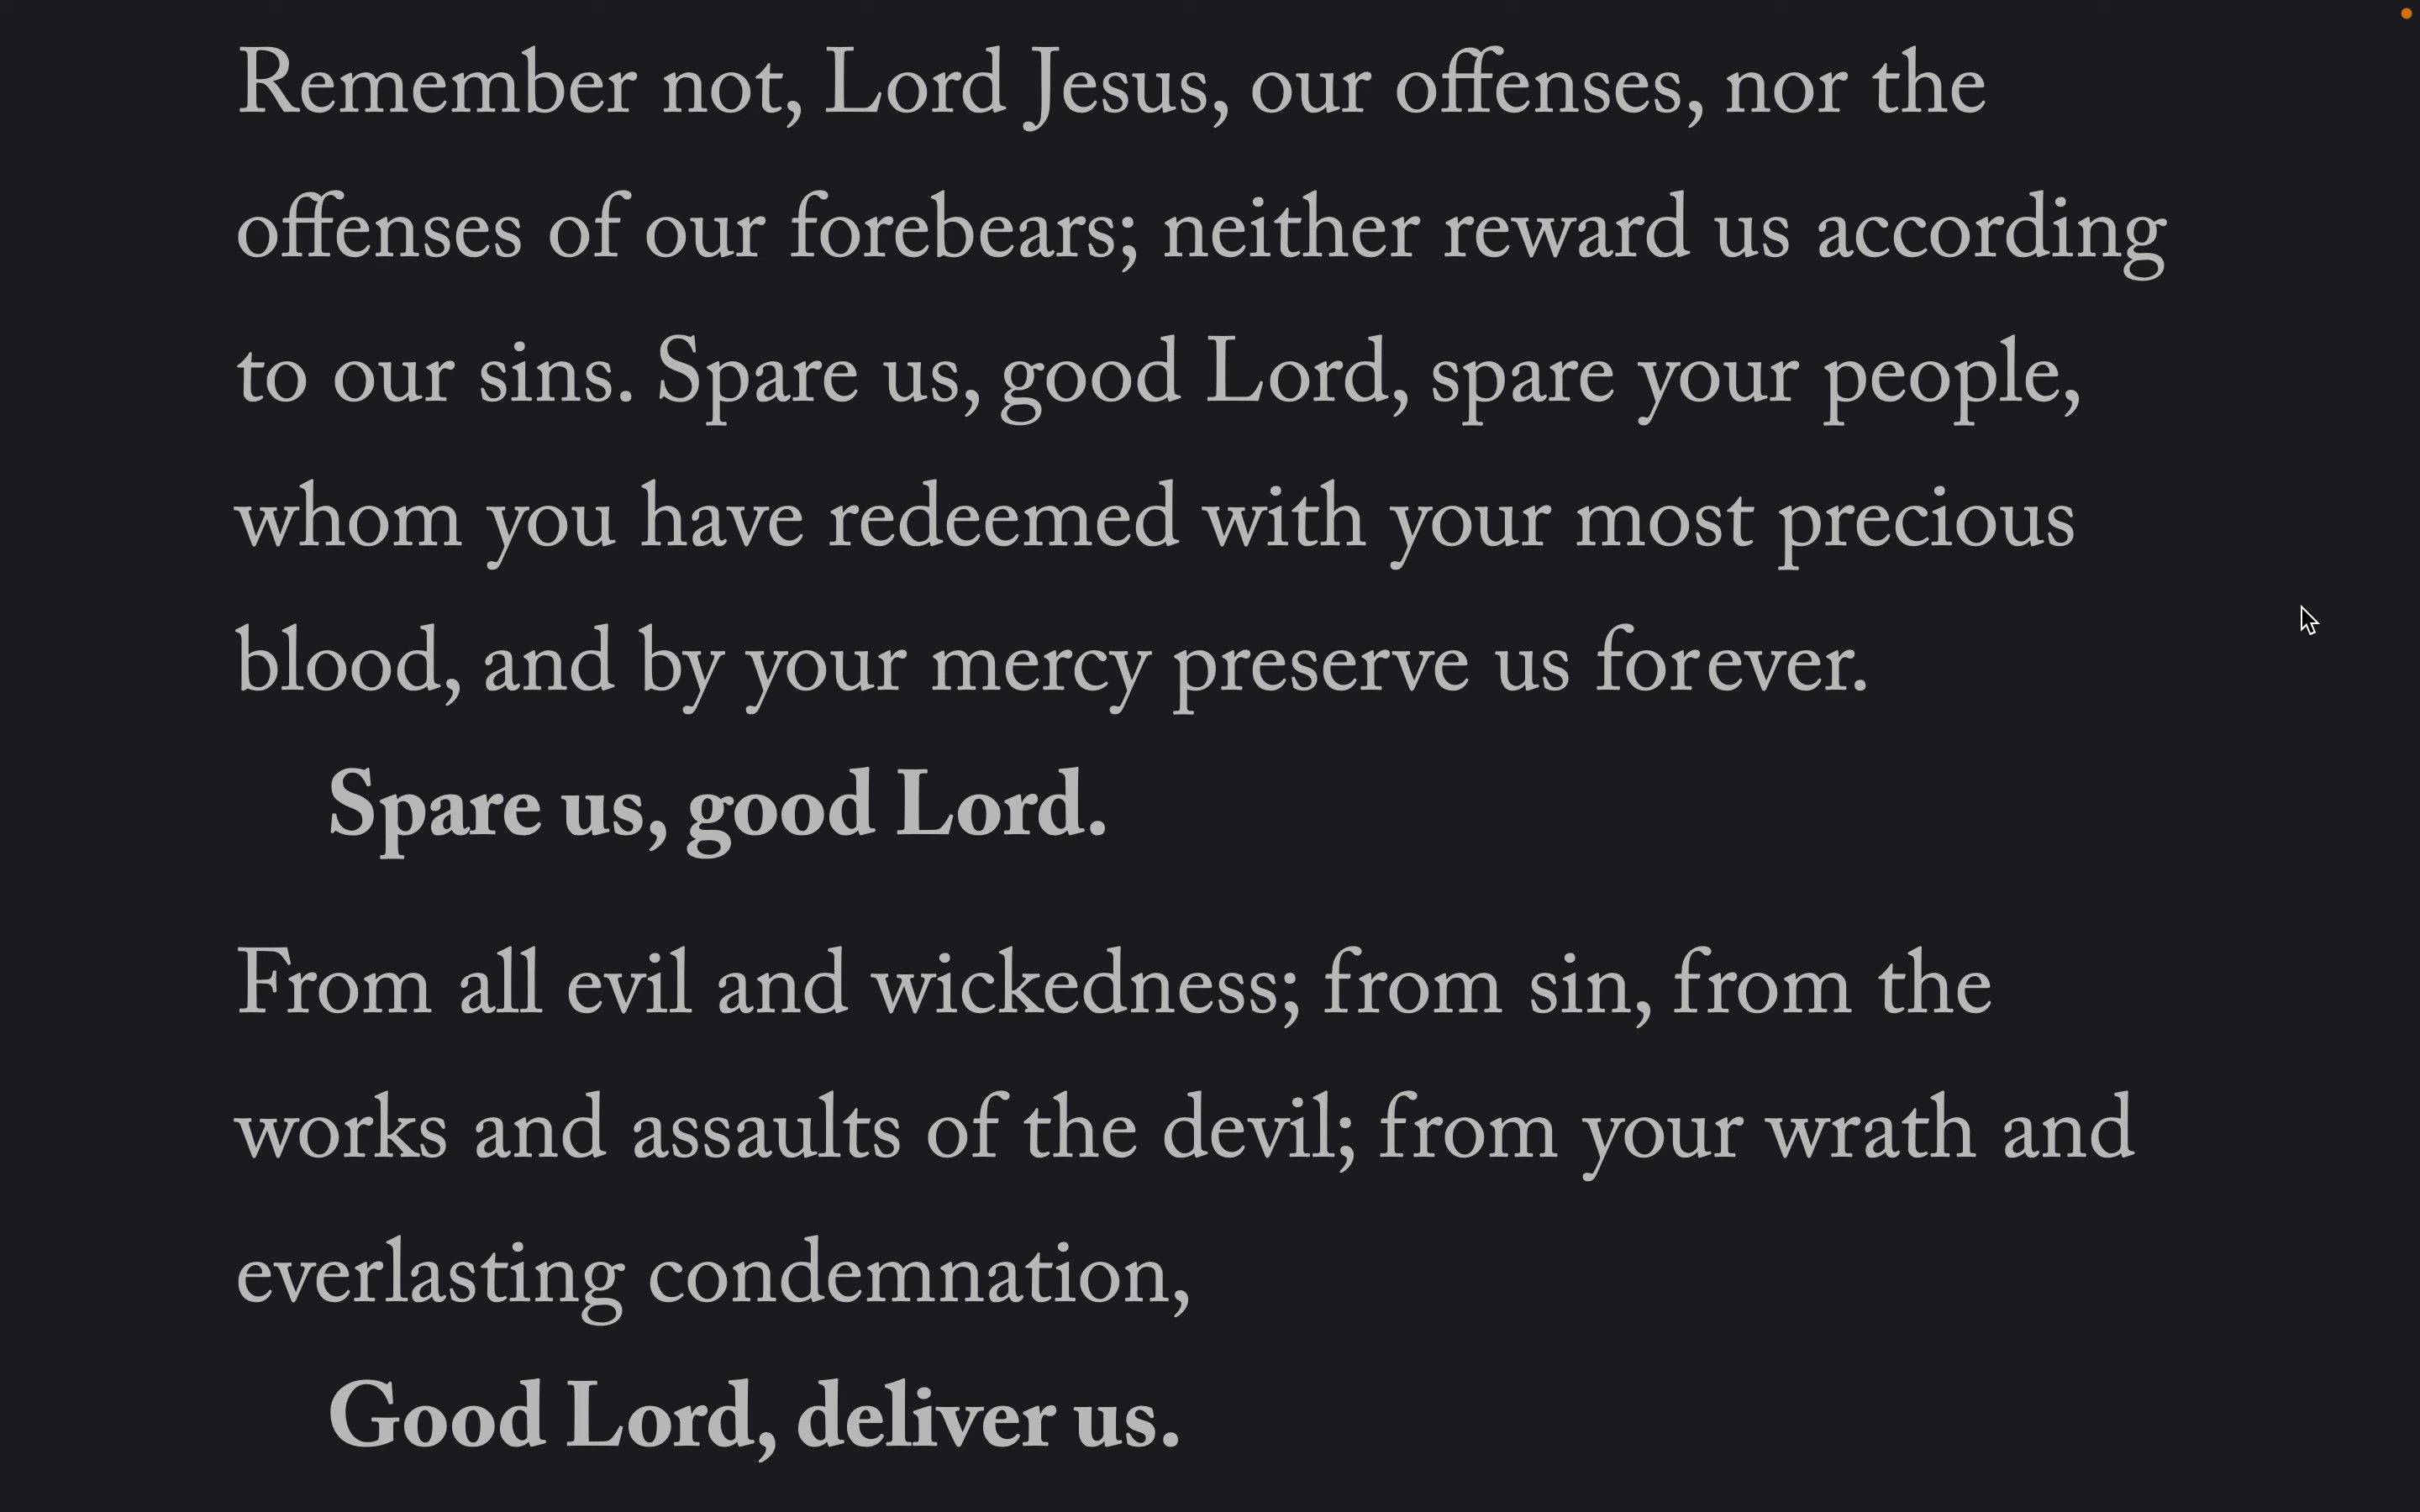 Remember not, Lord Jesus, our offenses, nor the
offenses of our forebears; neither reward us according
to our sins. Spare us, good Lord, spare your people,
whom you have redeemed with your most precious
blood, and by your mercy preserve us forever.
Spare us, good Lord.
From all evil and wickedness; from sin, from the
works and assaults of the devil; from your wrath and
everlasting condemnation,
Good Lord, deliver us.